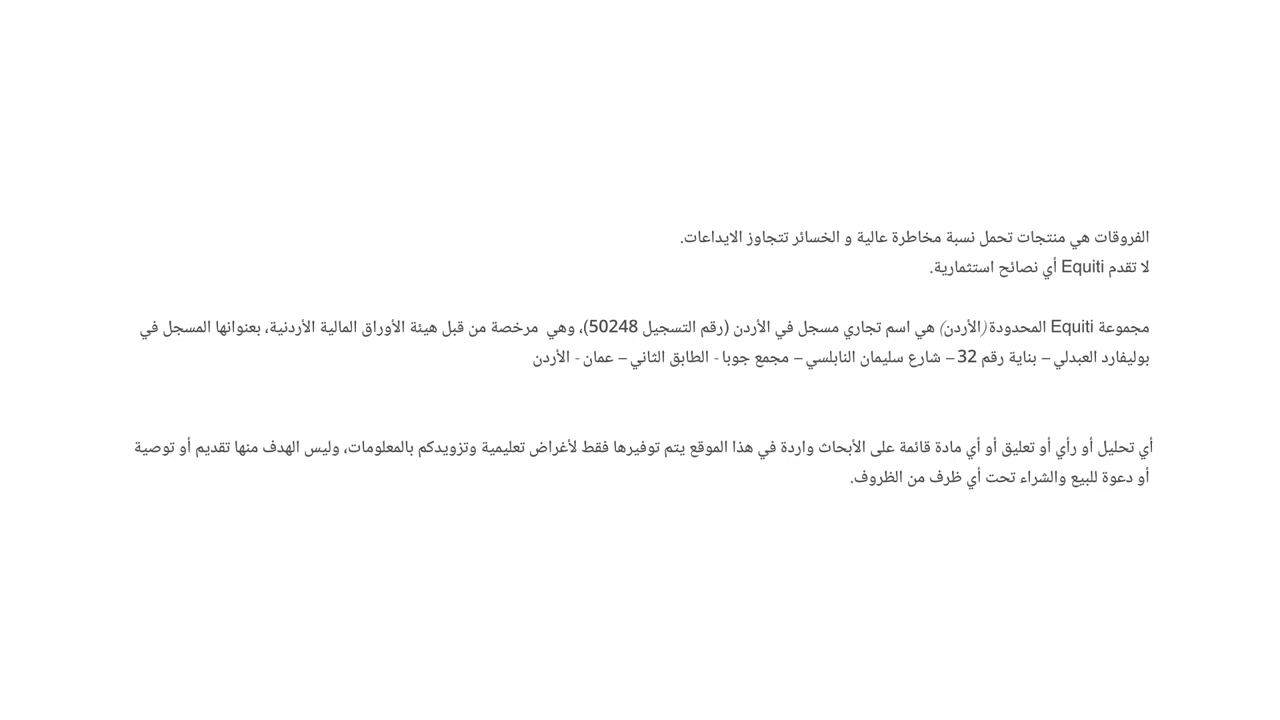 الفروقات هي منتجات تحمل نسبة مخاطرة عالية و الخسائر تتجاوز الايداعات.
لا تقدم Equiti أي نصائح استثمارية.
مجموعة Equiti المحدودة (الأردن) هي اسم تجاري مسجل في الأردن (رقم التسجيل 50248)، وهي مرخصة من قبل هيئة الأوراق المالية الأردنية، بعنوانها المسجل في
بوليفارد العبدلي – بناية رقم 32 – شارع سليمان النابلسي – مجمع جوبا - الطابق الثاني – عمان - الأردن
أي تحليل أو رأي أو تعليق أو أي مادة قائمة على الأبحاث واردة في هذا الموقع يتم توفيرها فقط لأغراض تعليمية وتزويدكم بالمعلومات، وليس الهدف منها تقديم أو توصية
أو دعوة للبيع والشراء تحت أي ظرف من الظروف.